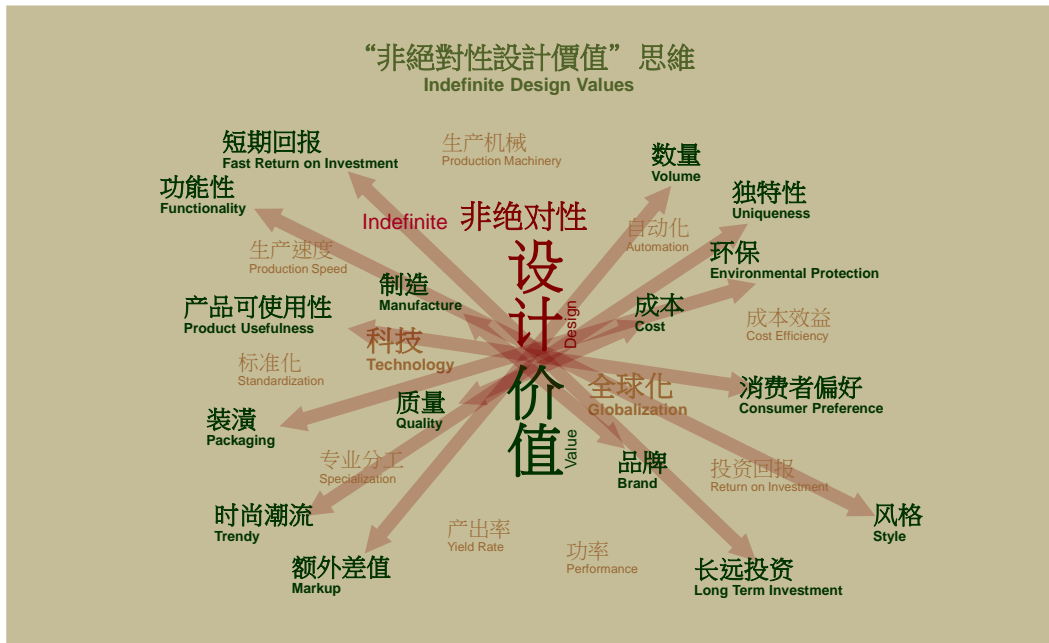 “非絕對性設計價值” 思維
Indefinite Design Values
短期回报
Fast Return on Investment
生产机械
Production Machinery
数量
Volume
功能性
Functionality
独特性
Uniqueness
Indefinite 非绝对性
设计
Design
价值
Value
自动化
Automation
生产速度
Production Speed
环保
Environmental Protection
制造
Manufacture
产品可使用性
Product Usefulness
成本
Cost
成本效益
Cost Efficiency
科技
Technology
标准化
Standardization
全球化
Globalization
消费者偏好
Consumer Preference
质量
Quality
装潢
Packaging
专业分工
Specialization
品牌
Brand
投资回报
Return on Investment
时尚潮流
Trendy
风格
Style
产出率
Yield Rate
功率
Performance
额外差值
Markup
长远投资
Long Term Investment